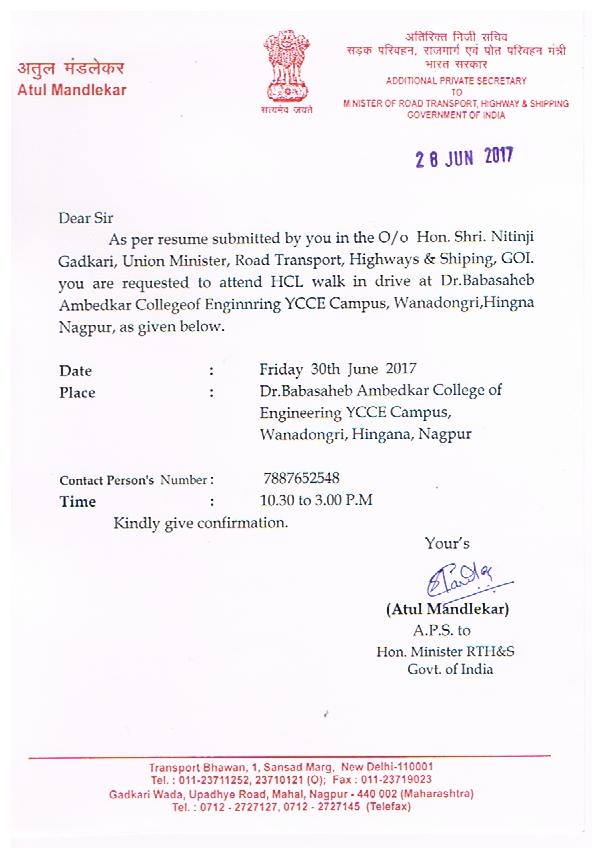 अतुल मंडलेकर
Atul Mandlekar
सत्यमेव जयते
अतिरिक्त निजी सचिव
सड़क परिवहन, राजमार्ग एवं पोत परिवहन मंत्री
भारत सरकार
ADDITIONAL PRIVATE SECRETARY
TO
MINISTER OF ROAD TRANSPORT, HIGHWAY & SHIPPING
GOVERNMENT OF INDIA
28 JUN 2017
Dear Sir
As per resume submitted by you in the O/o Hon. Shri. Nitinji
Gadkari, Union Minister, Road Transport, Highways & Shiping, GOI.
you are requested to attend HCL walk in drive at Dr.Babasaheb
Ambedkar Collegeof Enginnring YCCE Campus, Wanadongri,Hingna
Nagpur, as given below.
Date : Friday 30th June 2017
Place : Dr.Babasaheb Ambedkar College of
Engineering YCCE Campus,
Wanadongri, Hingana, Nagpur
Contact Person's Number : 7887652548
Time : 10.30 to 3.00 P.M
Kindly give confirmation.
Your's
(Atul Mandlekar)
A.P.S. to
Hon. Minister RTH&S
Govt. of India
Transport Bhawan, 1, Sansad Marg, New Delhi-110001
Tel. : 011-23711252, 23710121 (O); Fax : 011-23719023
Gadkari Wada, Upadhye Road, Mahal, Nagpur - 440 002 (Maharashtra)
Tel. : 0712 - 2727127, 0712 - 2727145 (Telefax)